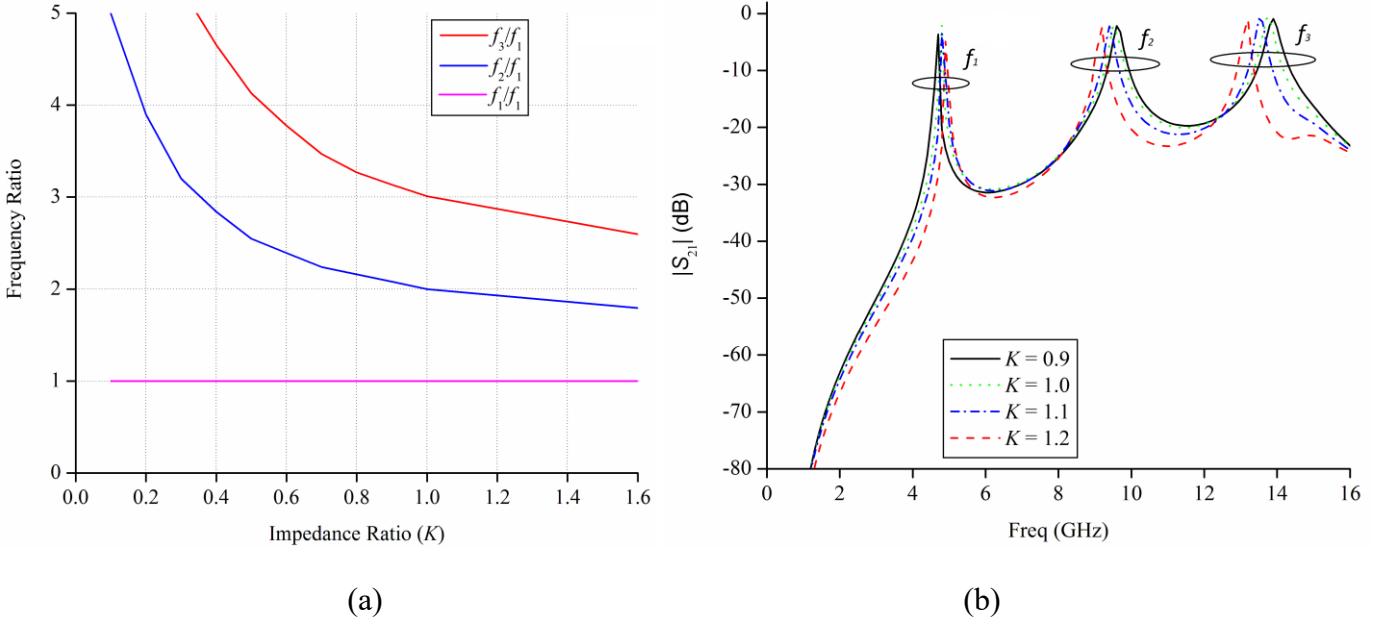 5
4
3
2
1
0
0.0 0.2 0.4 0.6 0.8 1.0 1.2 1.4 1.6
Frequency Ratio
Impedance Ratio (K)
f3/f1
f2/f1
f1/f1
(a)
0
-10
-20
-30
-40
-50
-60
-70
-80
0 2 4 6 8 10 12 14 16
|S21| (dB)
Freq (GHz)
f1
f2
f3
K = 0.9
K = 1.0
K = 1.1
K = 1.2
(b)